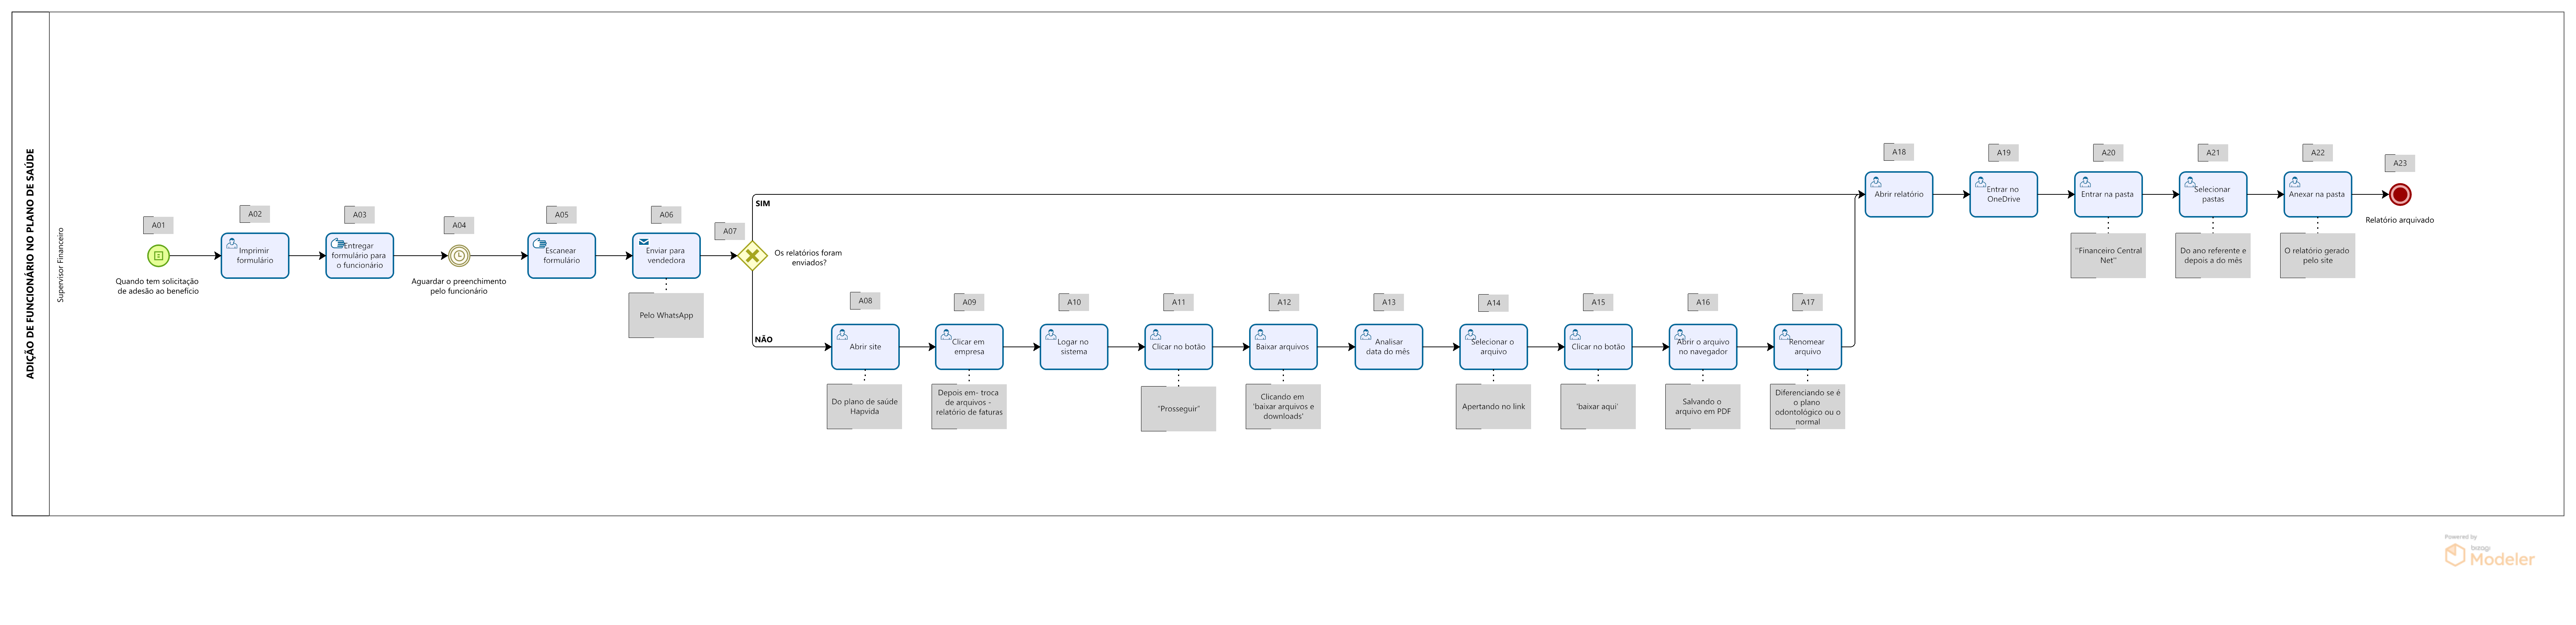 ADIÇÃO DE FUNCIONÁRIO NO PLANO DE SAÚDE
Supervisor Financeiro
A01
Quando tem solicitação
de adesão ao benefício
A02
Imprimir
formulário
A03
Entregar
formulário para
o funcionário
A04
Aguardar o preenchimento
pelo funcionário
A05
Escanear
formulário
A06
Enviar para
vendedora
Pelo WhatsApp
A07
Os relatórios foram
enviados?
SIM
NÃO
A08
Abrir site
Do plano de saúde
Hapvida
A09
Clicar em
empresa
Depois em- troca
de arquivos -
relatório de faturas
A10
Logar no
sistema
A11
Clicar no botão
"Prosseguir"
A12
Baixar arquivos
Clicando em
'baixar arquivos e
downloads'
A13
Analisar
data do mês
A14
Selecionar o
arquivo
Apertando no link
A15
Clicar no botão
'baixar aqui'
A16
Abrir o arquivo
no navegador
Salvando o
arquivo em PDF
A17
Renomear
arquivo
Diferenciando se é
o plano
odontológico ou o
normal
A18
Abrir relatório
A19
Entrar no
OneDrive
A20
Entrar na pasta
''Financeiro Central
Net''
A21
Selecionar
pastas
Do ano referente e
depois a do mês
A22
Anexar na pasta
O relatório gerado
pelo site
A23
Relatório arquivado
Powered by
bizagi
Modeler